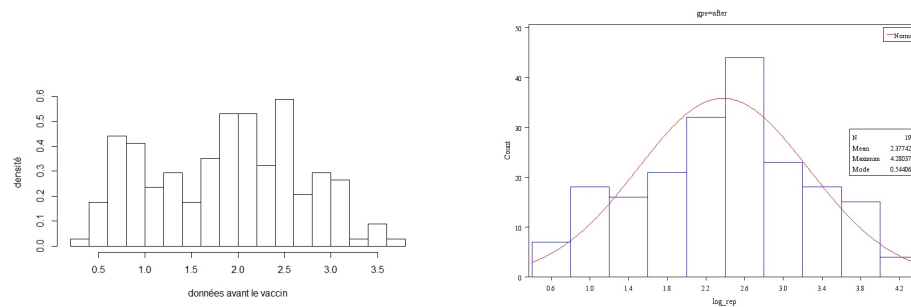 densité
0.0 0.1 0.2 0.3 0.4 0.5 0.6
0.5 1.0 1.5 2.0 2.5 3.0 3.5
données avant le vaccin
gpe=after
Count
50
40
30
20
10
0
N 19
Mean 2.37742
Maximum 4.28037
Mode 0.54406
0.6 1.0 1.4 1.8 2.2 2.6 3.0 3.4 3.8 4.2
log_rep